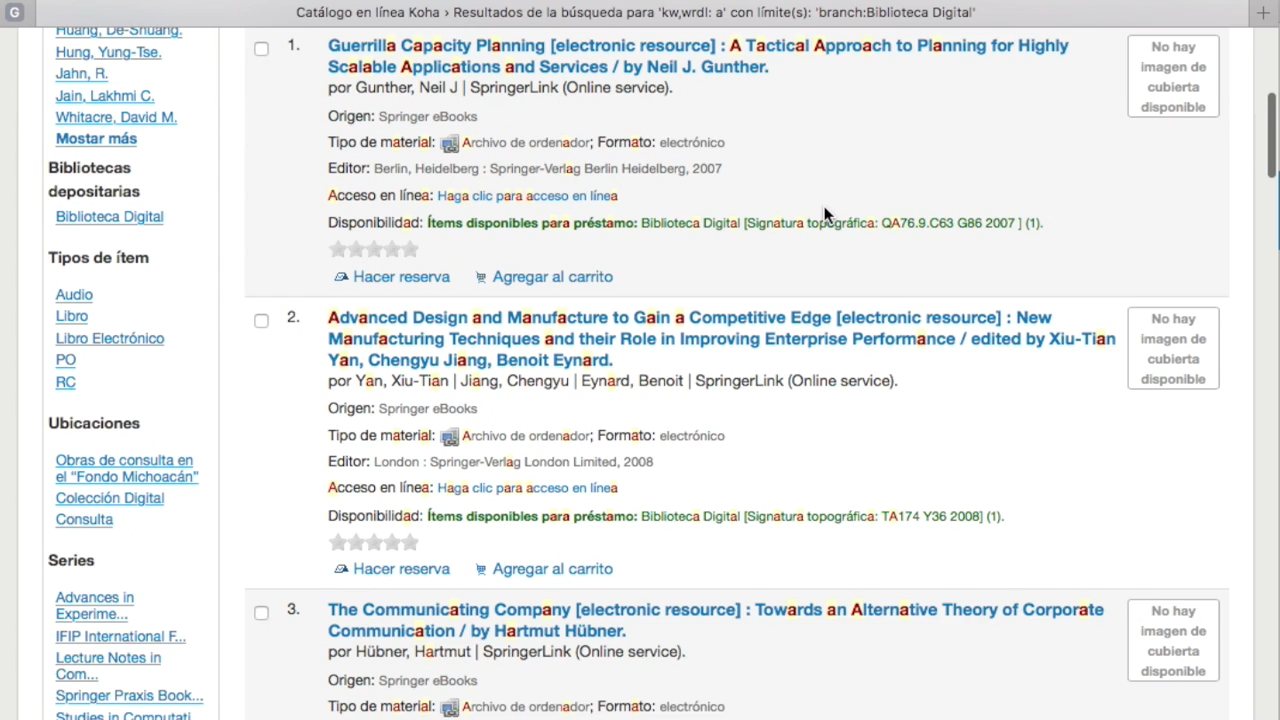 G
Catálogo en línea Koha › Resultados de la búsqueda para 'kw,wrdl: a' con límite(s): 'branch:Biblioteca Digital'
Huang, De-Shuang.
Hung, Yung-Tse.
Jahn, R.
Jain, Lakhmi C.
Whitacre, David M.
Mostar más
Bibliotecas
depositarias
Biblioteca Digital
Tipos de ítem
Audio
Libro
Libro Electrónico
PO
RC
Ubicaciones
Obras de consulta en
el "Fondo Michoacán"
Colección Digital
Consulta
Series
Advances in
Experime...
IFIP International F...
Lecture Notes in
Com...
Springer Praxis Book...
Studies in Computati...
1.
Guerrilla Capacity Planning [electronic resource] : A Tactical Approach to Planning for Highly
Scalable Applications and Services / by Neil J. Gunther.
por Gunther, Neil J | SpringerLink (Online service).
Origen: Springer eBooks
Tipo de material: Archivo de ordenador; Formato: electrónico
Editor: Berlin, Heidelberg : Springer-Verlag Berlin Heidelberg, 2007
Acceso en línea: Haga clic para acceso en línea
Disponibilidad: Ítems disponibles para préstamo: Biblioteca Digital [Signatura topográfica: QA76.9.C63 G86 2007 ] (1).
Hacer reserva Agregar al carrito
No hay
imagen de
cubierta
disponible
2.
Advanced Design and Manufacture to Gain a Competitive Edge [electronic resource] : New
Manufacturing Techniques and their Role in Improving Enterprise Performance / edited by Xiu-Tian
Yan, Chengyu Jiang, Benoit Eynard.
por Yan, Xiu-Tian | Jiang, Chengyu | Eynard, Benoit | SpringerLink (Online service).
Origen: Springer eBooks
Tipo de material: Archivo de ordenador; Formato: electrónico
Editor: London : Springer-Verlag London Limited, 2008
Acceso en línea: Haga clic para acceso en línea
Disponibilidad: Ítems disponibles para préstamo: Biblioteca Digital [Signatura topográfica: TA174 Y36 2008] (1).
Hacer reserva Agregar al carrito
No hay
imagen de
cubierta
disponible
3.
The Communicating Company [electronic resource] : Towards an Alternative Theory of Corporate
Communication / by Hartmut Hübner.
por Hübner, Hartmut | SpringerLink (Online service).
Origen: Springer eBooks
Tipo de material: Archivo de ordenador; Formato: electrónico
No hay
imagen de
cubierta
disponible